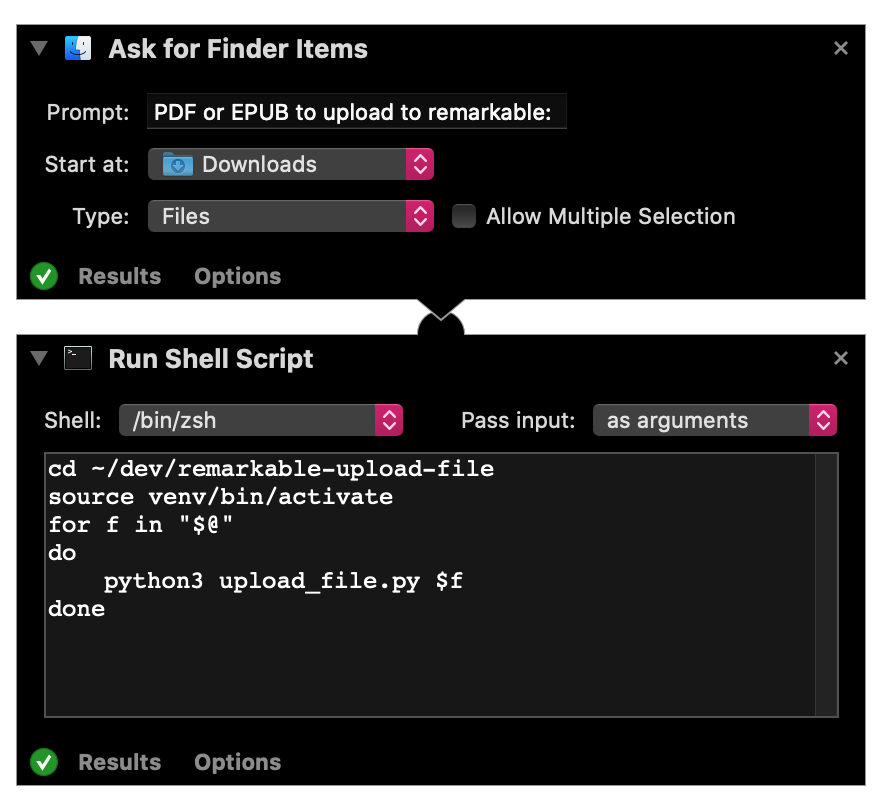 Ask for Finder Items
Prompt: PDF or EPUB to upload to remarkable:
Start at: Downloads
Type: Files Allow Multiple Selection
Results Options
Run Shell Script
Shell: /bin/zsh Pass input: as arguments
cd ~/dev/remarkable-upload-file
source venv/bin/activate
for f in "$@"
do
    python3 upload_file.py $f
done
Results Options